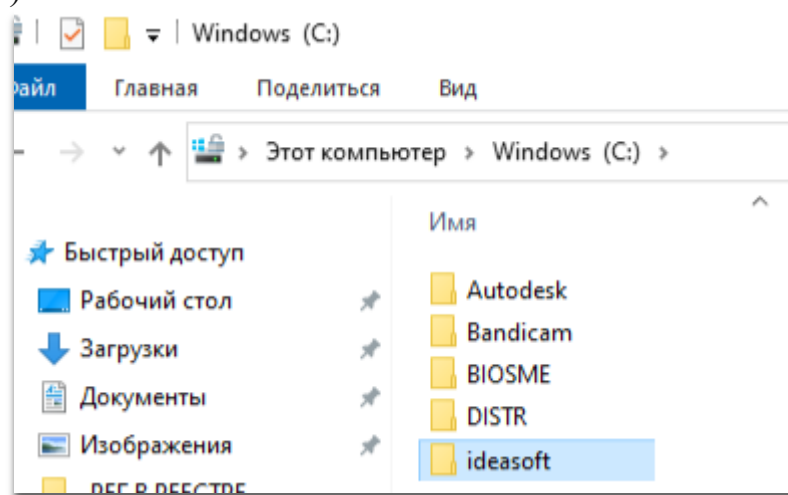 Windows (C:)
айл Главная Поделиться Вид
Этот компьютер Windows (C:)
Имя
Быстрый доступ
Рабочий стол
Загрузки
Документы
Изображения
Autodesk
Bandicam
BIOSME
DISTR
ideasoft